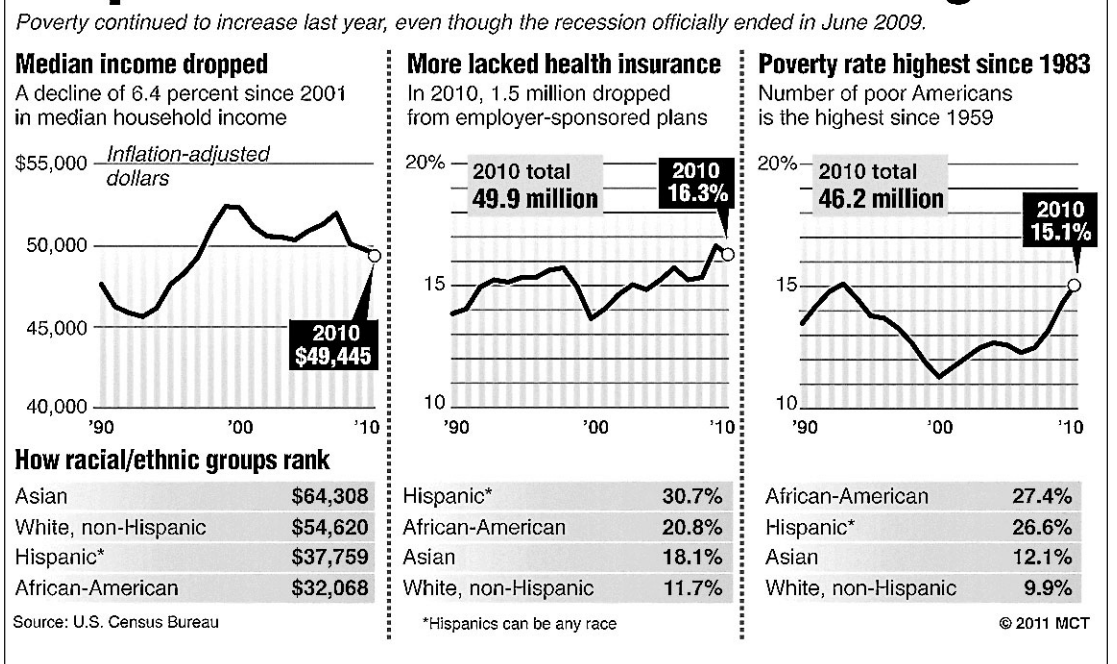 Poverty continued to increase last year, even though the recession officially ended in June 2009.
Median income dropped
A decline of 6.4 percent since 2001
in median household income
Inflation-adjusted
dollars
$55,000
50,000
45,000
40,000
2010
$49,445
'90
'00
'10
More lacked health insurance
In 2010, 1.5 million dropped
from employer-sponsored plans
20%
15
10
2010 total
49.9 million
2010
16.3%
'90
'00
'10
Poverty rate highest since 1983
Number of poor Americans
is the highest since 1959
20%
15
10
2010 total
46.2 million
2010
15.1%
'90
'00
'10
How racial/ethnic groups rank
Asian $64,308
White, non-Hispanic $54,620
Hispanic* $37,759
African-American $32,068
Hispanic* 30.7%
African-American 20.8%
Asian 18.1%
White, non-Hispanic 11.7%
African-American 27.4%
Hispanic* 26.6%
Asian 12.1%
White, non-Hispanic 9.9%
Source: U.S. Census Bureau
*Hispanics can be any race
© 2011 MCT